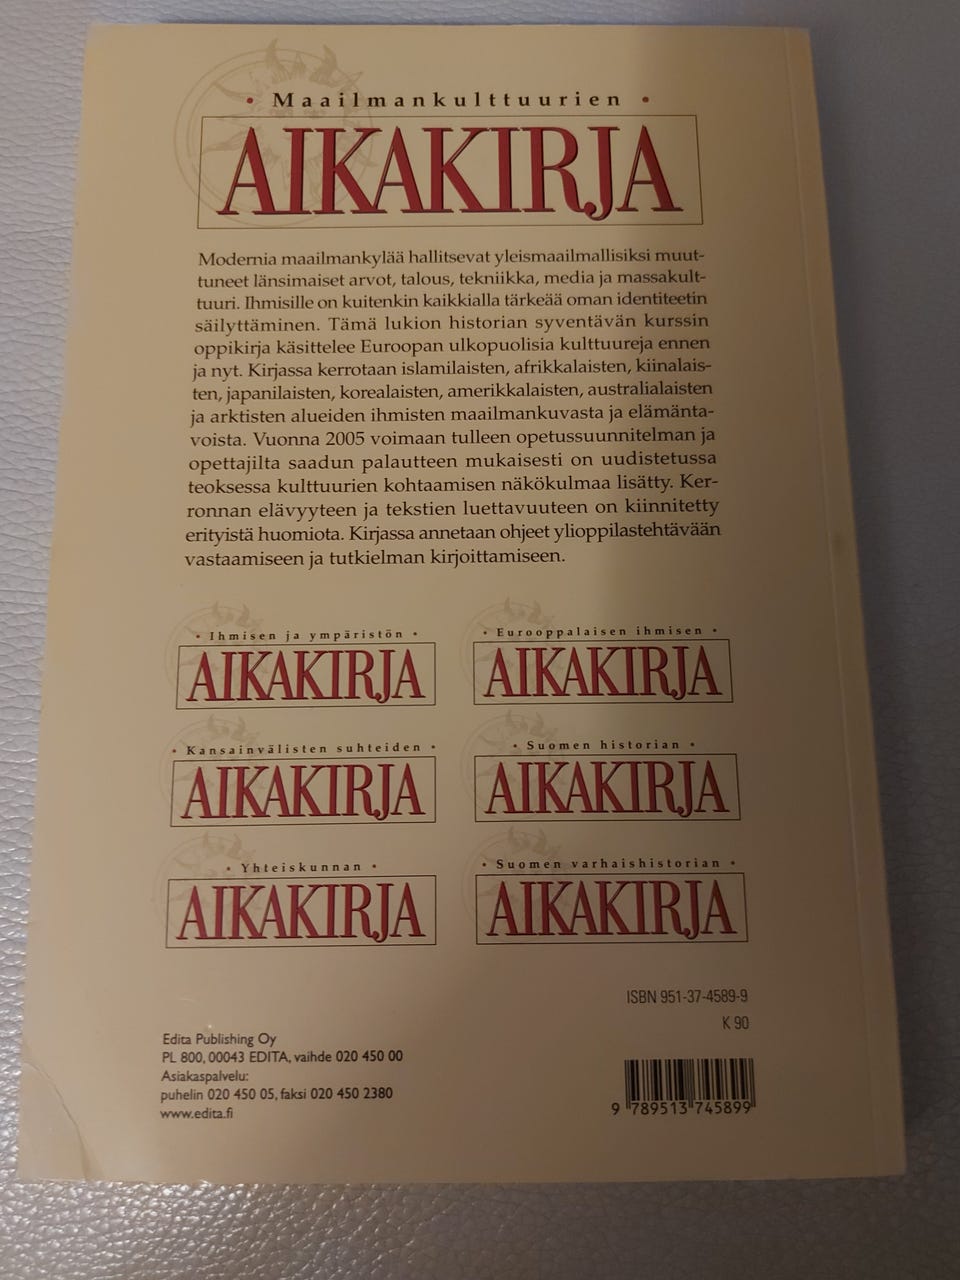 • Maailmankulttuurien •
AIKAKIRJA
Modernia maailmankylää hallitsevat yleismaailmallisiksi muut-
tuneet länsimaiset arvot, talous, tekniikka, media ja massakult-
tuuri. Ihmisille on kuitenkin kaikkialla tärkeää oman identiteetin
säilyttäminen. Tämä lukion historian syventävän kurssin
oppikirja käsittelee Euroopan ulkopuolisia kulttuureja ennen
ja nyt. Kirjassa kerrotaan islamilaisten, afrikkalaisten, kiinalais-
ten, japanilaisten, korealaisten, amerikkalaisten, australialaisten
ja arktisten alueiden ihmisten maailmankuvasta ja elämänta-
voista. Vuonna 2005 voimaan tulleen opetussuunnitelman ja
opettajilta saadun palautteen mukaisesti on uudistetussa
teoksessa kulttuurien kohtaamisen näkökulmaa lisätty. Ker-
ronnan elävyyteen ja tekstien luettavuuteen on kiinnitetty
erityistä huomiota. Kirjassa annetaan ohjeet ylioppilastehtävään
vastaamiseen ja tutkielman kirjoittamiseen.
• Ihmisen ja ympäristön •
AIKAKIRJA
• Eurooppalaisen ihmisen •
AIKAKIRJA
• Kansainvälisten suhteiden •
AIKAKIRJA
• Suomen historian •
AIKAKIRJA
• Yhteiskunnan •
AIKAKIRJA
• Suomen varhaishistorian •
AIKAKIRJA
ISBN 951-37-4589-9
K 90
Edita Publishing Oy
PL 800, 00043 EDITA, vaihde 020 450 00
Asiakaspalvelu:
puhelin 020 450 05, faksi 020 450 2380
www.edita.fi
9 789513 745899